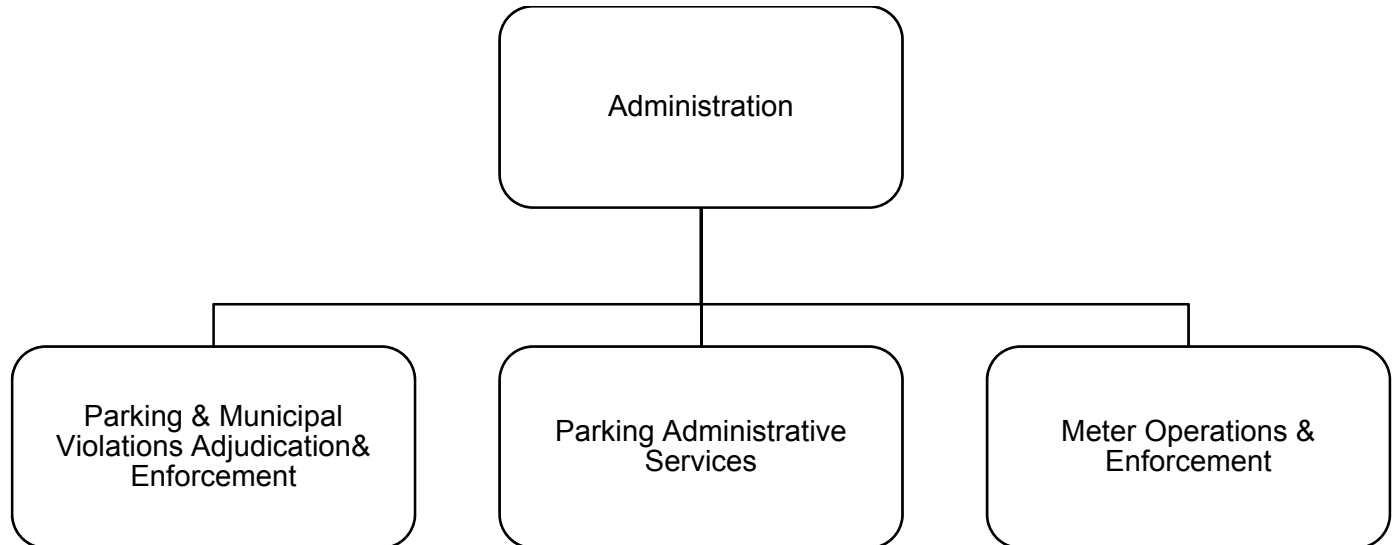 Administration
Parking & Municipal
Violations Adjudication&
Enforcement
Parking Administrative
Services
Meter Operations &
Enforcement